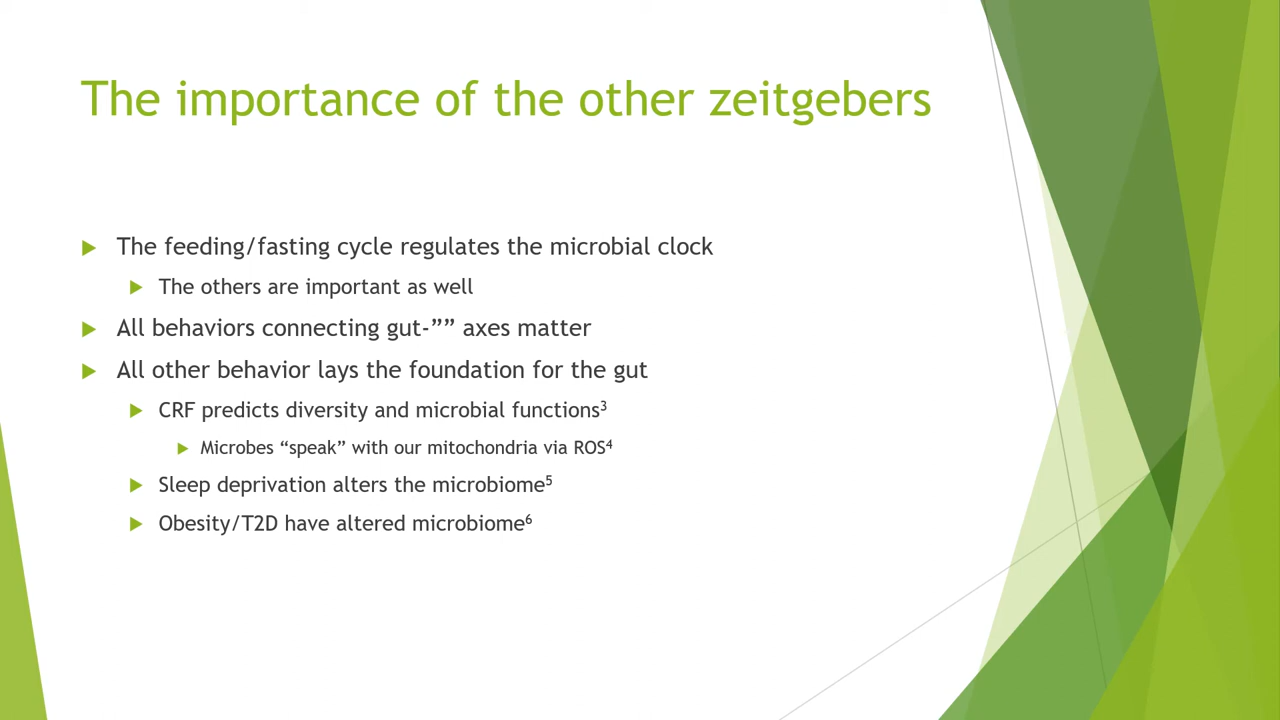 The importance of the other zeitgebers
The feeding/fasting cycle regulates the microbial clock
The others are important as well
All behaviors connecting gut-”” axes matter
All other behavior lays the foundation for the gut
CRF predicts diversity and microbial functions³
Microbes “speak” with our mitochondria via ROS⁴
Sleep deprivation alters the microbiome⁵
Obesity/T2D have altered microbiome⁶